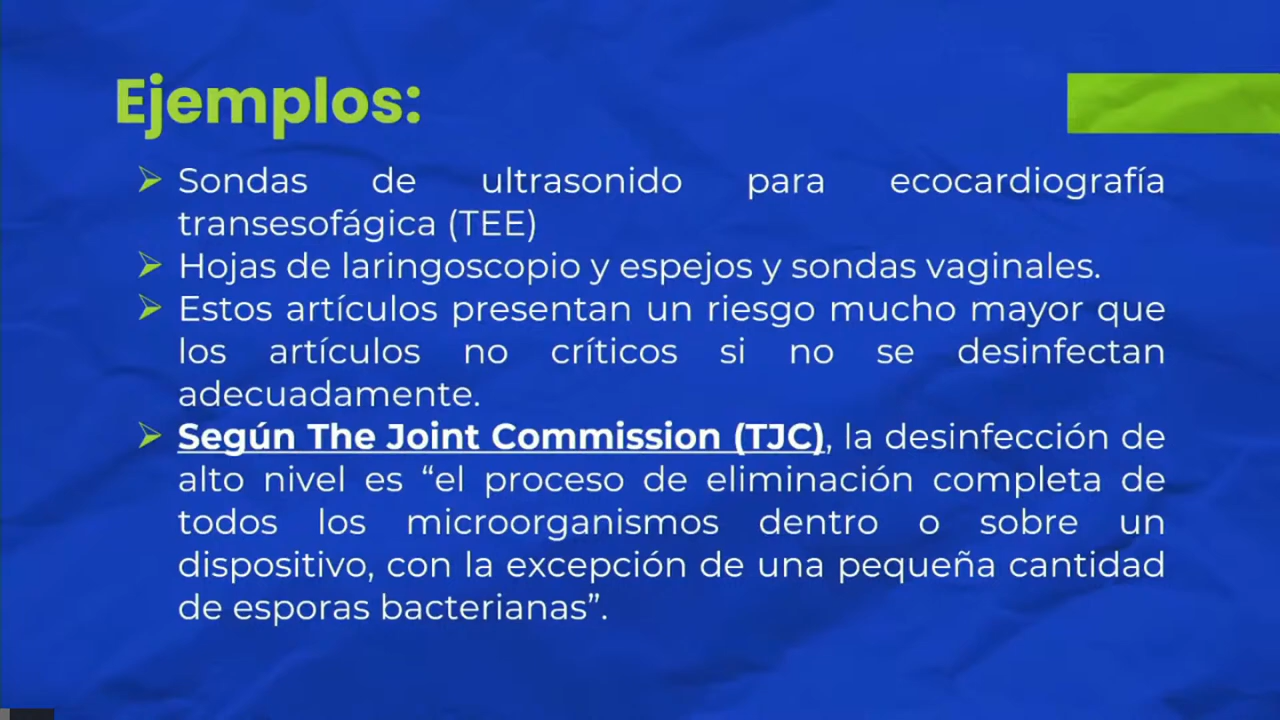 Ejemplos:
➢ Sondas de ultrasonido para ecocardiografía
transesofágica (TEE)
➢ Hojas de laringoscopio y espejos y sondas vaginales.
➢ Estos artículos presentan un riesgo mucho mayor que
los artículos no críticos si no se desinfectan
adecuadamente.
➢ Según The Joint Commission (TJC), la desinfección de
alto nivel es “el proceso de eliminación completa de
todos los microorganismos dentro o sobre un
dispositivo, con la excepción de una pequeña cantidad
de esporas bacterianas”.